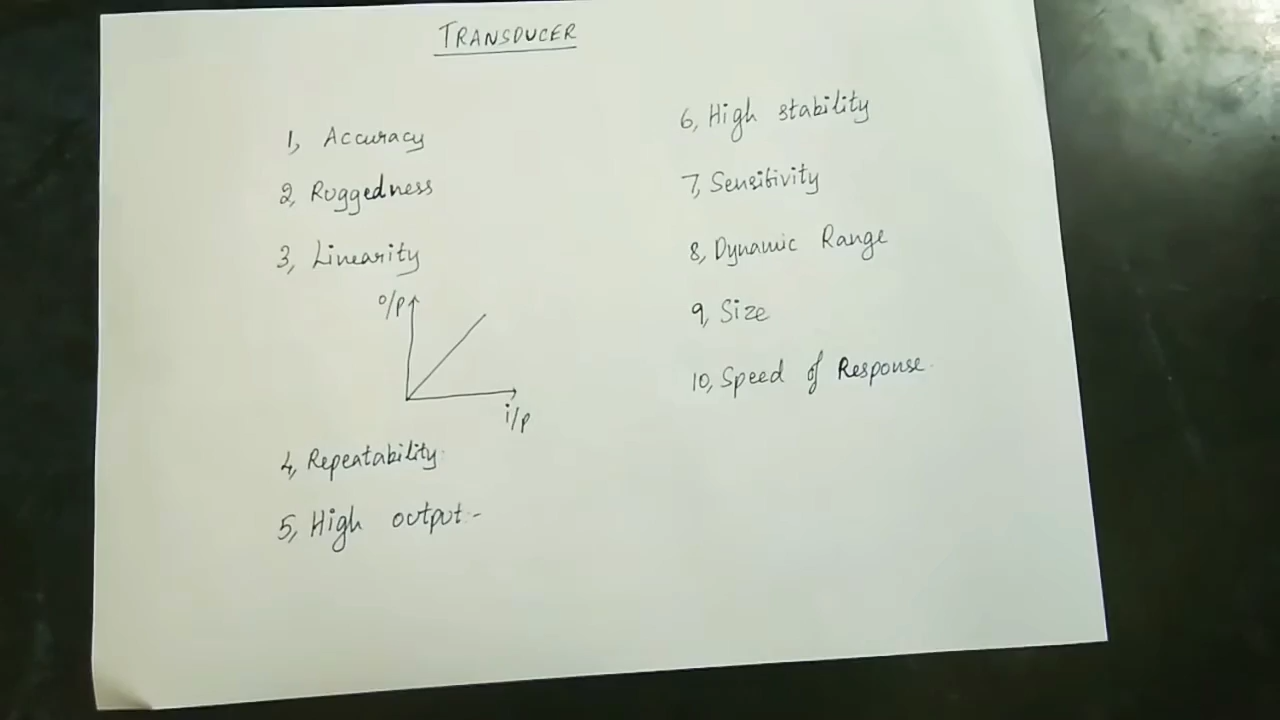 TRANSDUCER
1, Accuracy
2, Ruggedness
3, Linearity
o/p
i/p
4, Repeatability
5, High output -
6, High stability
7, Sensitivity
8, Dynamic Range
9, Size
10, Speed of Response